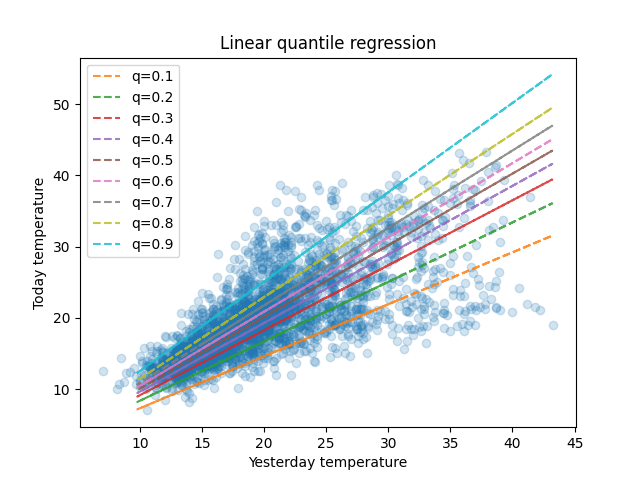 Linear quantile regression
q=0.1
q=0.2
q=0.3
q=0.4
q=0.5
q=0.6
q=0.7
q=0.8
q=0.9
50
40
30
20
10
Today temperature
10 15 20 25 30 35 40 45
Yesterday temperature